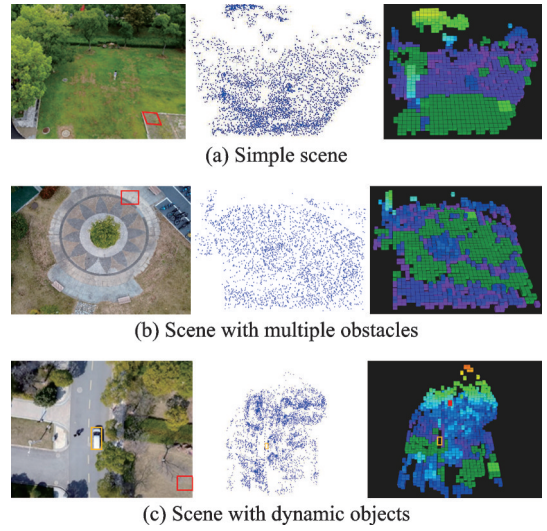 (a) Simple scene
(b) Scene with multiple obstacles
(c) Scene with dynamic objects